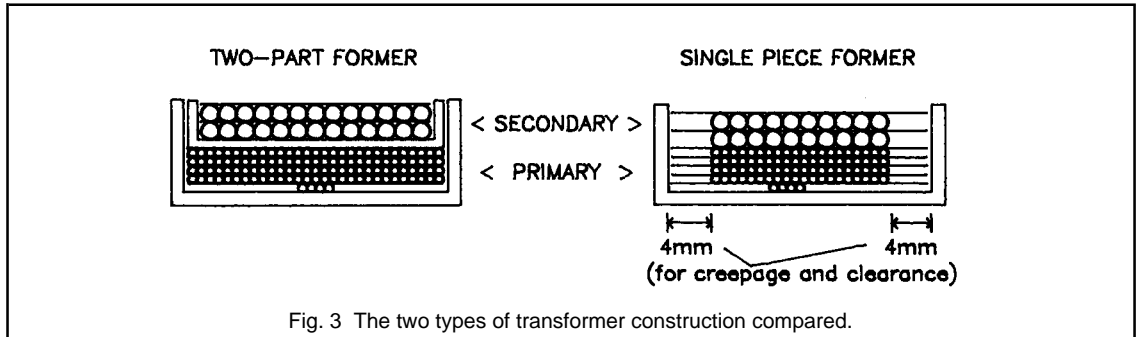 TWO-PART FORMER
SINGLE PIECE FORMER
< SECONDARY >
< PRIMARY >
4mm 4mm
(for creepage and clearance)
Fig. 3 The two types of transformer construction compared.